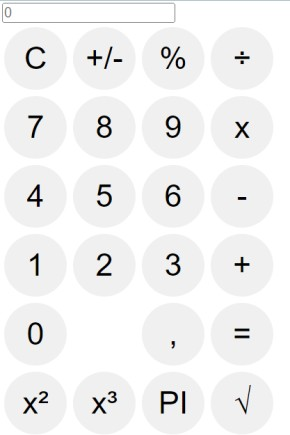 0
C +/- % ÷
7 8 9 x
4 5 6 -
1 2 3 +
0 , =
x² x³ PI √